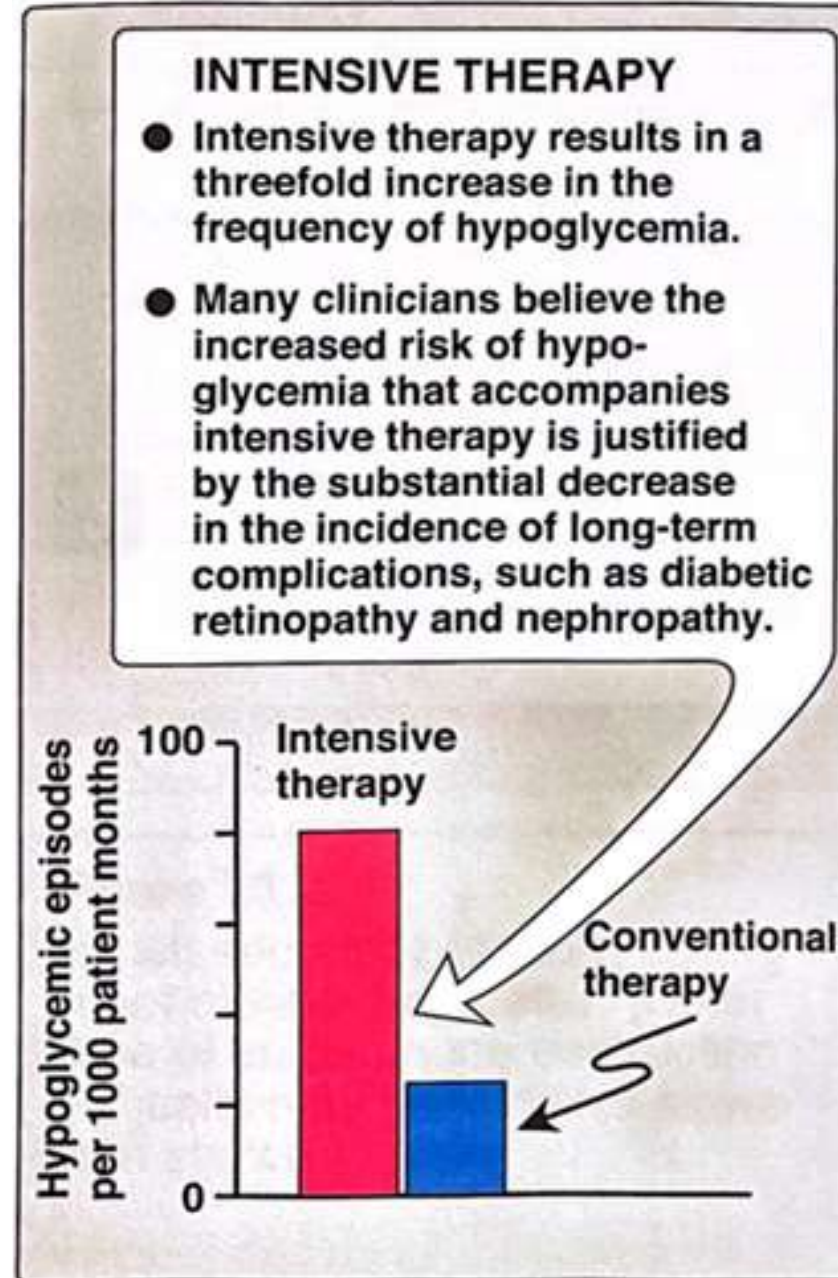 INTENSIVE THERAPY
● Intensive therapy results in a
threefold increase in the
frequency of hypoglycemia.
● Many clinicians believe the
increased risk of hypo-
glycemia that accompanies
intensive therapy is justified
by the substantial decrease
in the incidence of long-term
complications, such as diabetic
retinopathy and nephropathy.
Hypoglycemic episodes
per 1000 patient months
100
0
Intensive
therapy
Conventional
therapy